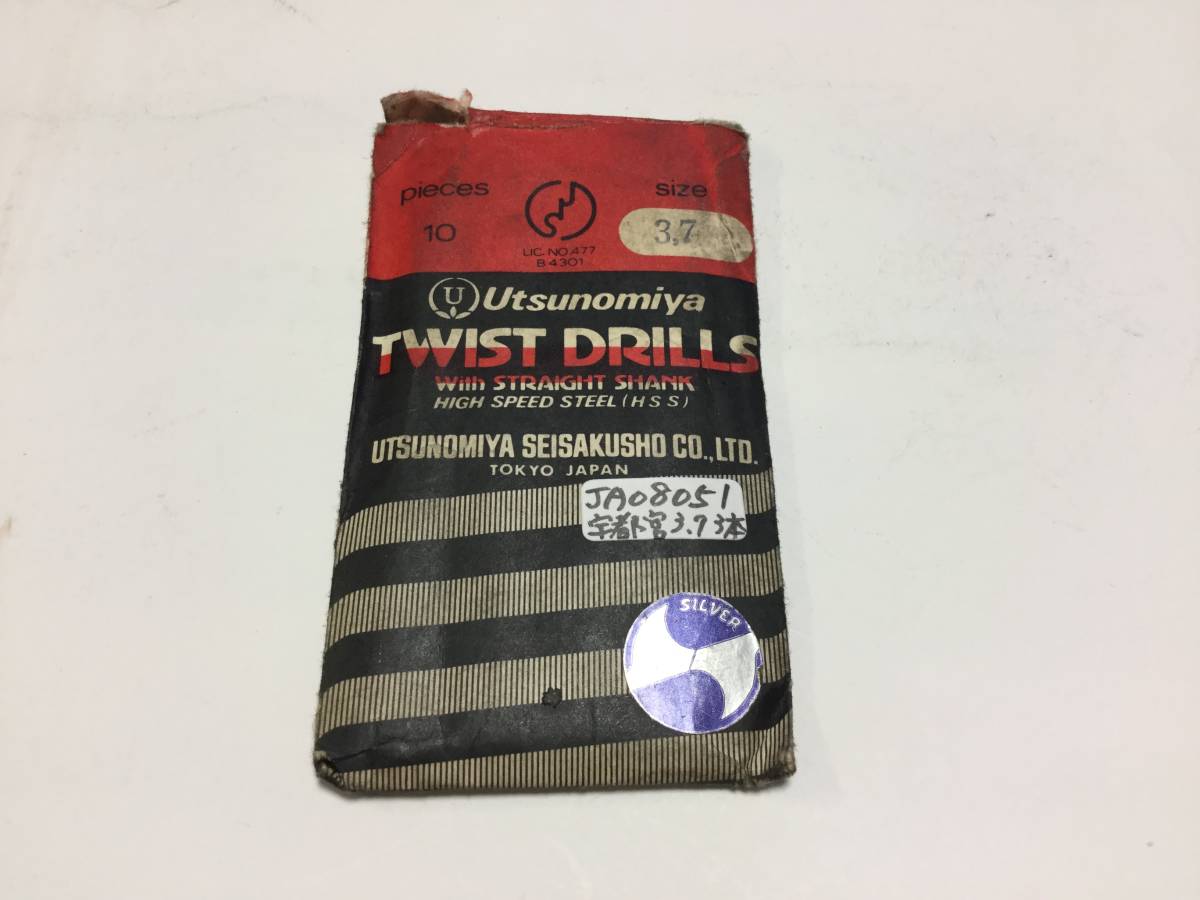 pieces
size
10
3,7
LIC. NO.477
B 4301
U Utsunomiya
TWIST DRILLS
With STRAIGHT SHANK
HIGH SPEED STEEL (HSS)
UTSUNOMIYA SEISAKUSHO CO.,LTD.
TOKYO JAPAN
JA08051
宇都宮3.7 3本
SILVER